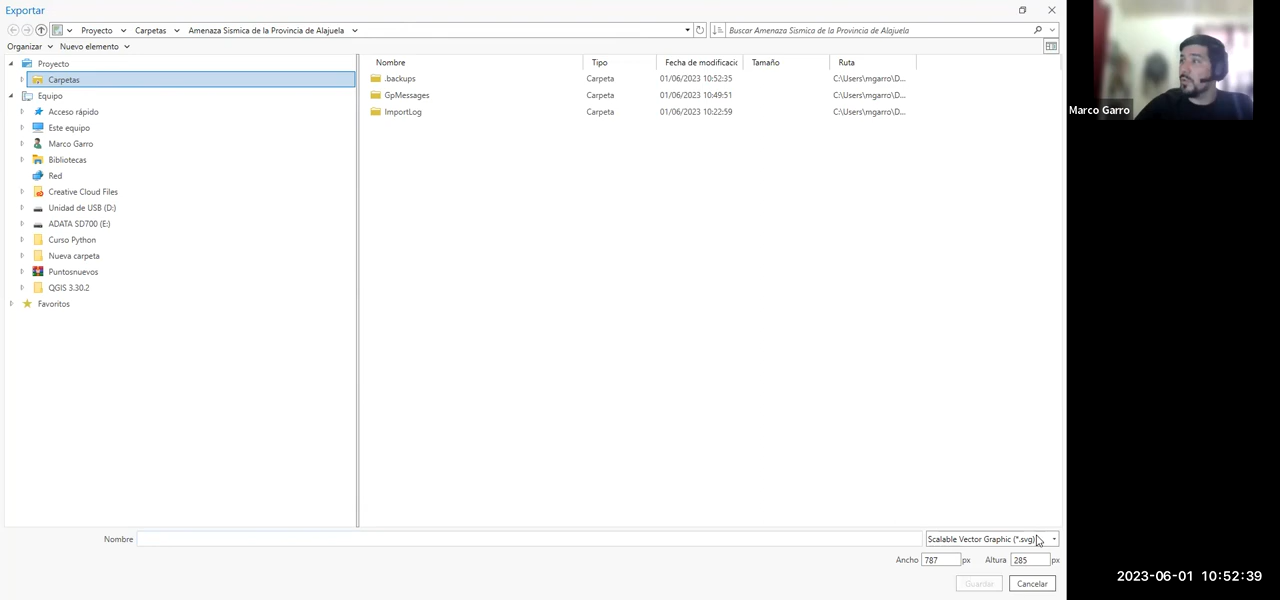 Exportar
Proyecto Carpetas Amenaza Sismica de la Provincia de Alajuela
Buscar Amenaza Sismica de la Provincia de Alajuela
Organizar Nuevo elemento
Proyecto
Carpetas
Equipo
Acceso rápido
Este equipo
Marco Garro
Bibliotecas
Red
Creative Cloud Files
Unidad de USB (D:)
ADATA SD700 (E:)
Curso Python
Nueva carpeta
Puntosnuevos
QGIS 3.30.2
Favoritos
Nombre Tipo Fecha de modificació Tamaño Ruta
.backups Carpeta 01/06/2023 10:52:35 C:\Users\mgarro\D...
GpMessages Carpeta 01/06/2023 10:49:51 C:\Users\mgarro\D...
ImportLog Carpeta 01/06/2023 10:22:59 C:\Users\mgarro\D...
Nombre Scalable Vector Graphic (*.svg)
Ancho 787 px Altura 285 px
Guardar Cancelar
Marco Garro
2023-06-01 10:52:39